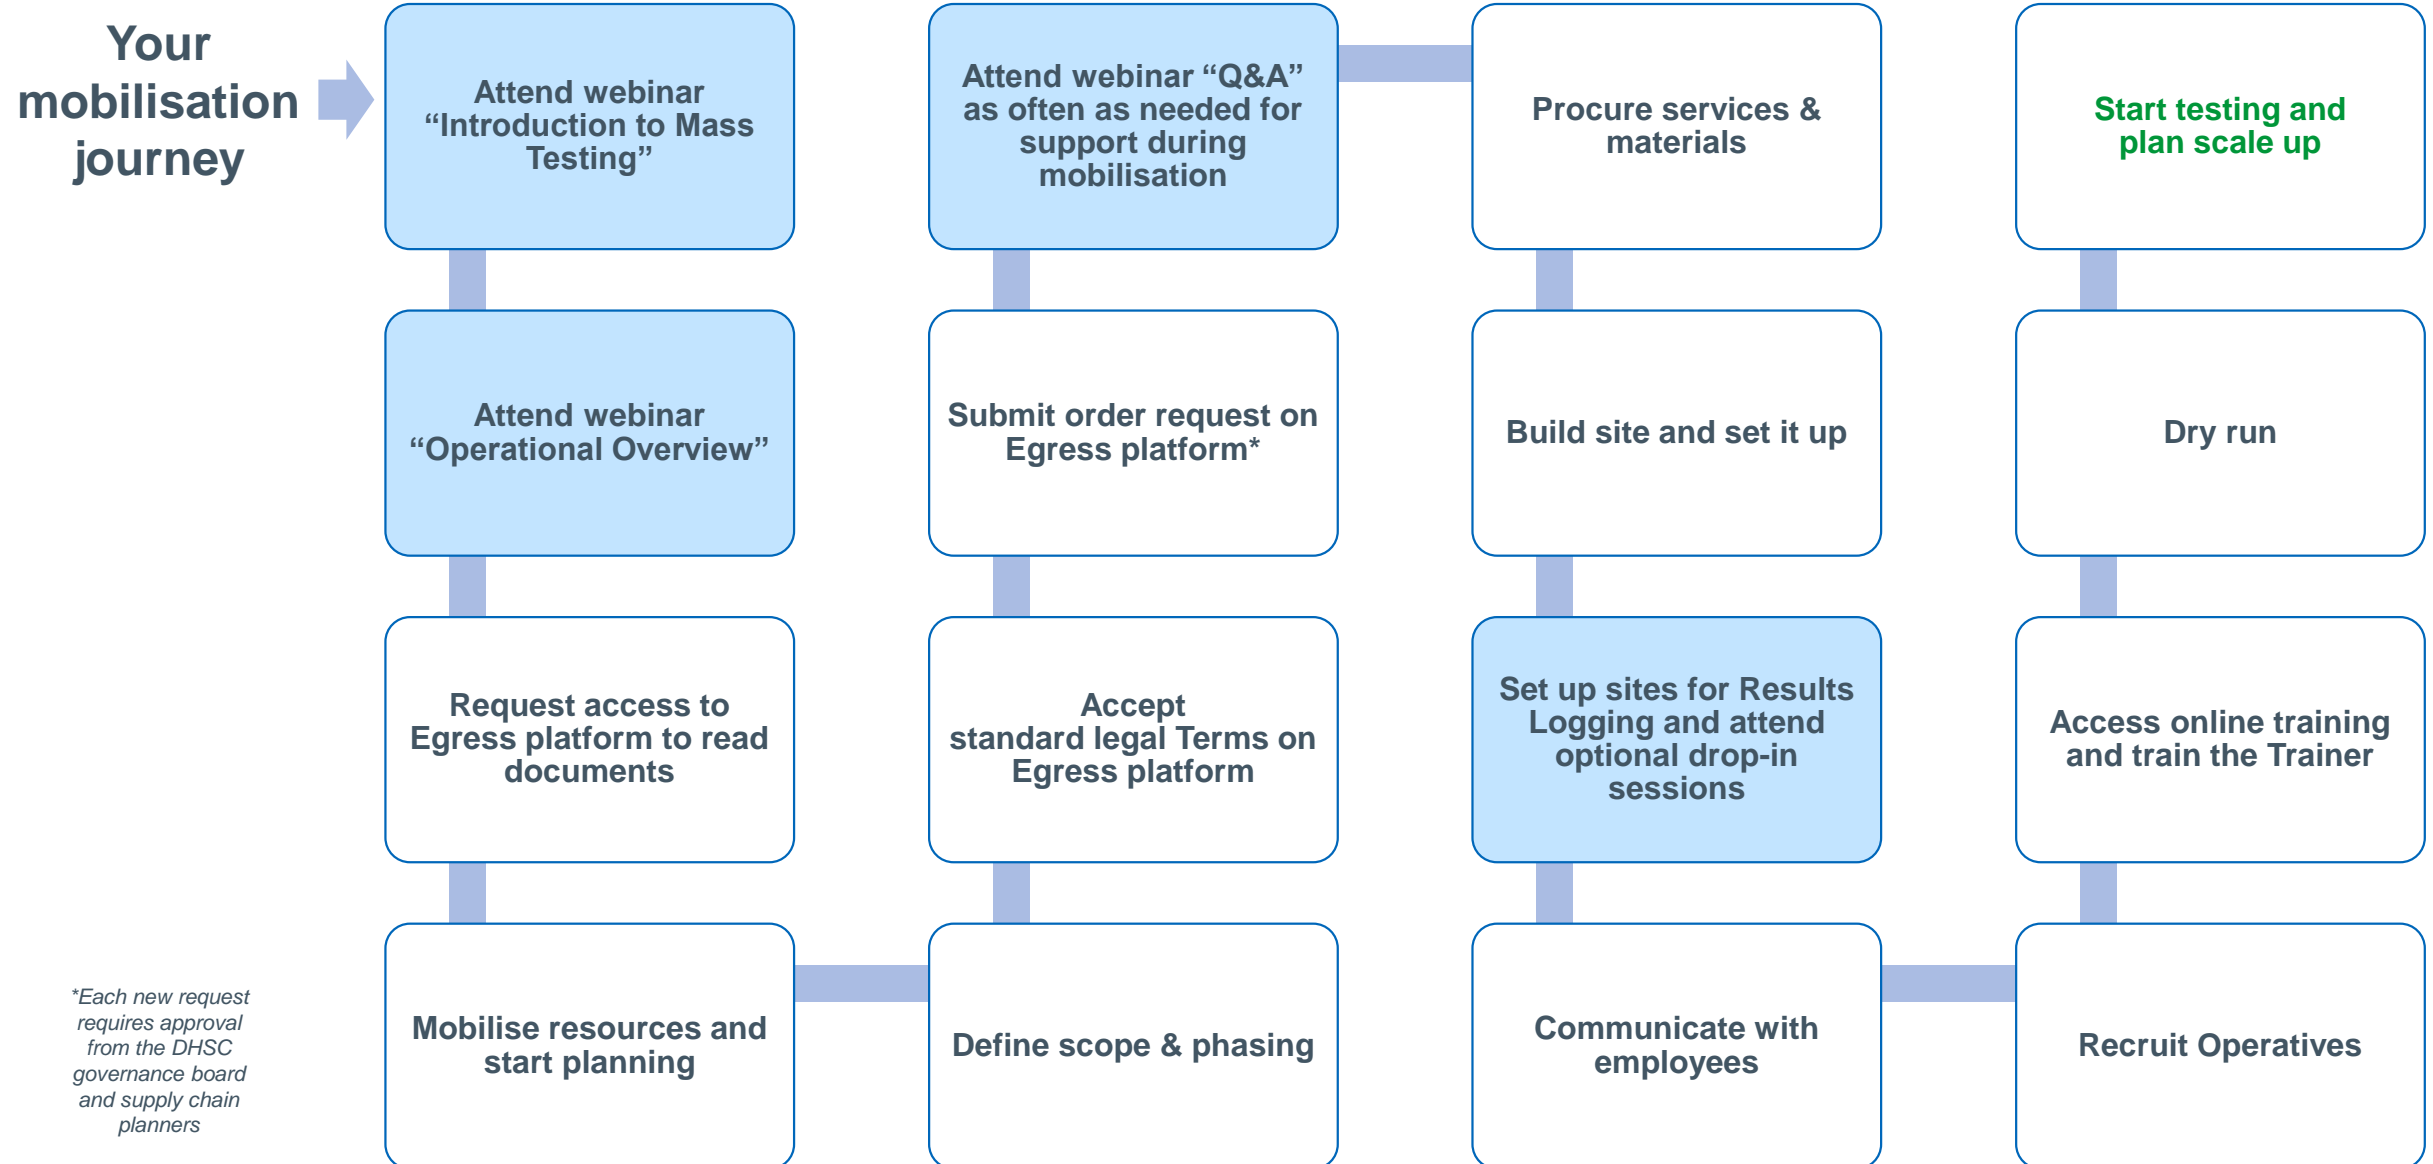 Your
mobilisation
journey
Attend webinar
“Introduction to Mass
Testing”
Attend webinar
“Operational Overview”
Request access to
Egress platform to read
documents
Mobilise resources and
start planning
Define scope & phasing
Accept
standard legal Terms on
Egress platform
Submit order request on
Egress platform*
Attend webinar “Q&A”
as often as needed for
support during
mobilisation
Procure services &
materials
Build site and set it up
Set up sites for Results
Logging and attend
optional drop-in
sessions
Communicate with
employees
Recruit Operatives
Access online training
and train the Trainer
Dry run
Start testing and
plan scale up
*Each new request
requires approval
from the DHSC
governance board
and supply chain
planners